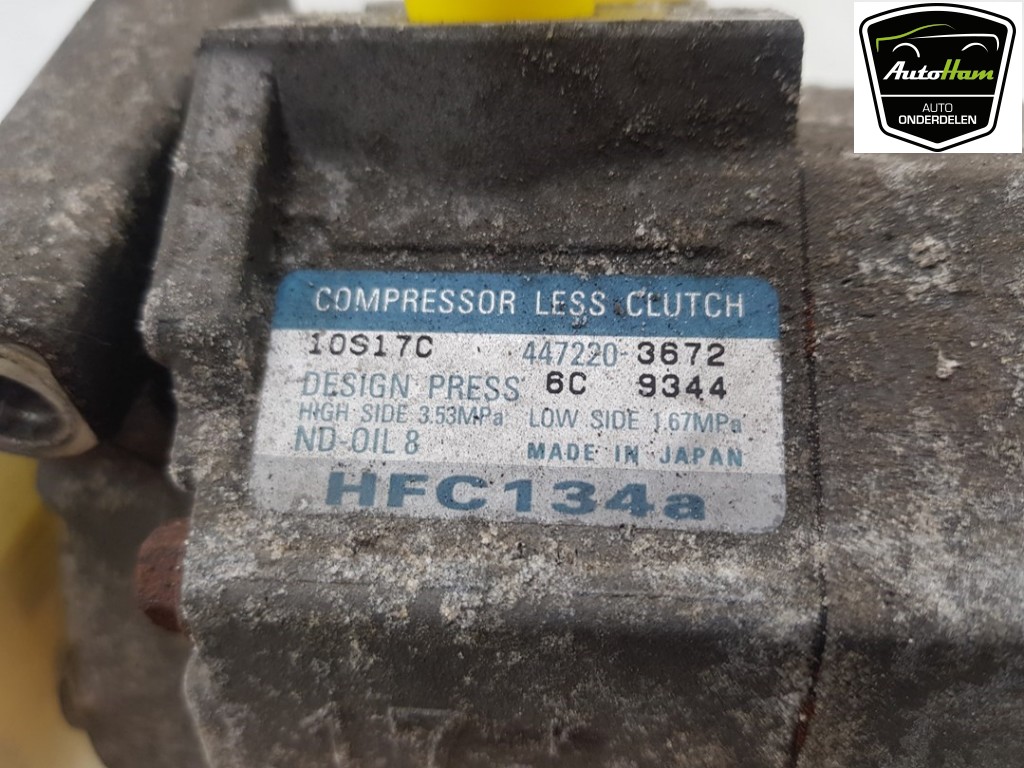 AutoHam
AUTO
ONDERDELEN
COMPRESSOR LESS CLUTCH
10S17C 447220-3672
DESIGN PRESS 6C 9344
HIGH SIDE 3.53MPa LOW SIDE 1.67MPa
ND-OIL 8 MADE IN JAPAN
HFC134a